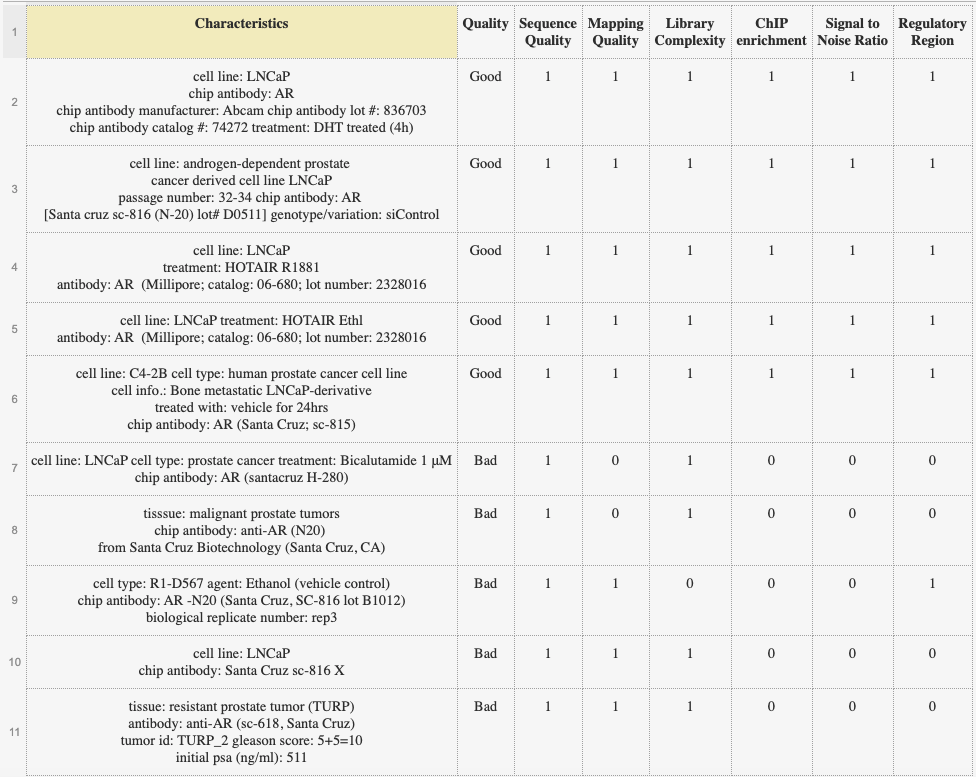 1 Characteristics Quality Sequence Quality Mapping Quality Library Complexity ChIP enrichment Signal to Noise Ratio Regulatory Region
2 cell line: LNCaP Good 1 1 1 1 1 1
chip antibody: AR
chip antibody manufacturer: Abcam chip antibody lot #: 836703
chip antibody catalog #: 74272 treatment: DHT treated (4h)
3 cell line: androgen-dependent prostate Good 1 1 1 1 1 1
cancer derived cell line LNCaP
passage number: 32-34 chip antibody: AR
[Santa cruz sc-816 (N-20) lot# D0511] genotype/variation: siControl
4 cell line: LNCaP Good 1 1 1 1 1 1
treatment: HOTAIR R1881
antibody: AR (Millipore; catalog: 06-680; lot number: 2328016
5 cell line: LNCaP treatment: HOTAIR Ethl Good 1 1 1 1 1 1
antibody: AR (Millipore; catalog: 06-680; lot number: 2328016
6 cell line: C4-2B cell type: human prostate cancer cell line Good 1 1 1 1 1 1
cell info.: Bone metastatic LNCaP-derivative
treated with: vehicle for 24hrs
chip antibody: AR (Santa Cruz; sc-815)
7 cell line: LNCaP cell type: prostate cancer treatment: Bicalutamide 1 μM Bad 1 0 1 0 0 0
chip antibody: AR (santacruz H-280)
8 tisssue: malignant prostate tumors Bad 1 0 1 0 0 0
chip antibody: anti-AR (N20)
from Santa Cruz Biotechnology (Santa Cruz, CA)
9 cell type: R1-D567 agent: Ethanol (vehicle control) Bad 1 1 0 0 0 1
chip antibody: AR -N20 (Santa Cruz, SC-816 lot B1012)
biological replicate number: rep3
10 cell line: LNCaP Bad 1 1 1 0 0 0
chip antibody: Santa Cruz sc-816 X
11 tissue: resistant prostate tumor (TURP) Bad 1 1 1 0 0 0
antibody: anti-AR (sc-618, Santa Cruz)
tumor id: TURP_2 gleason score: 5+5=10
initial psa (ng/ml): 511